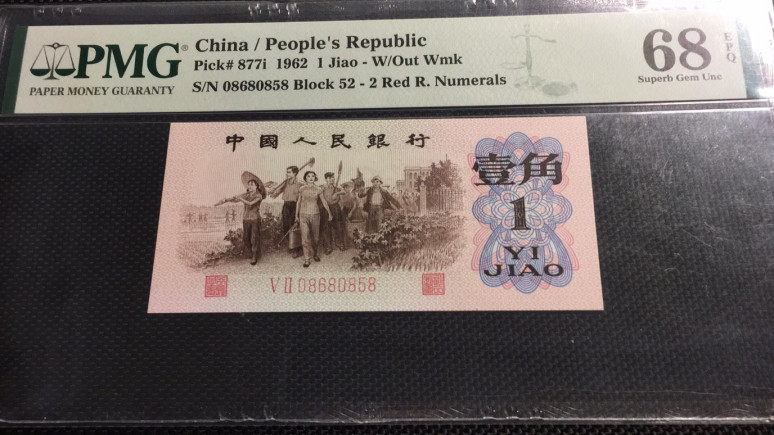 PMG®
PAPER MONEY GUARANTY
China / People's Republic
Pick# 877i 1962 1 Jiao - W/Out Wmk
S/N 08680858 Block 52 - 2 Red R. Numerals
68
EPQ
Superb Gem Unc
中國人民銀行
壹角
1
YI
JIAO
V II 08680858